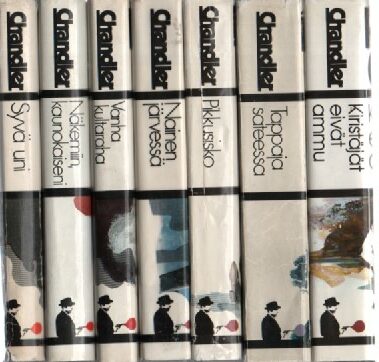 Chandler
Syvä uni
Chandler
Näkemiin,
kaunokaiseni
Chandler
Vanha
kultaraha
Chandler
Nainen
järvessä
Chandler
Pikkusisko
Chandler
Tappaja
sateessa
Chandler
Kiristäjät
eivät
ammu